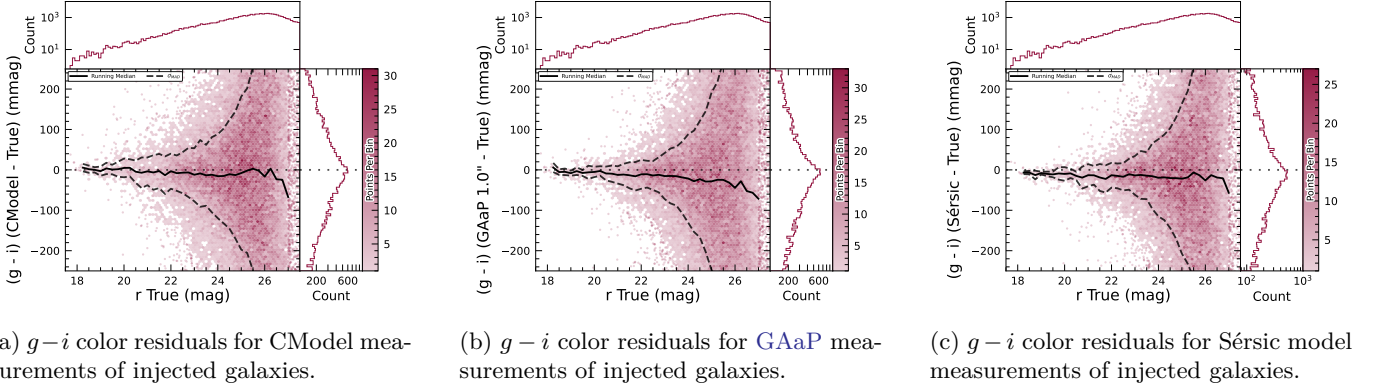 Count
10³
10¹
Running Median
σMAD
(g - i) (CModel - True) (mmag)
200
100
0
−100
−200
18
20
22
24
26
r True (mag)
200 600
Count
30
25
20
15
10
5
Points Per Bin
Count
10³
10¹
Running Median
σMAD
(g - i) (GAaP 1.0" - True) (mmag)
200
100
0
−100
−200
18
20
22
24
26
r True (mag)
200 600
Count
30
25
20
15
10
5
Points Per Bin
Count
10³
10¹
Running Median
σMAD
(g - i) (Sérsic - True) (mmag)
200
100
0
−100
−200
18
20
22
24
26
r True (mag)
10² 10³
Count
25
20
15
10
5
Points Per Bin
a) g−i color residuals for CModel mea-
urements of injected galaxies.
(b) g − i color residuals for GAaP mea-
surements of injected galaxies.
(c) g − i color residuals for Sérsic model
measurements of injected galaxies.